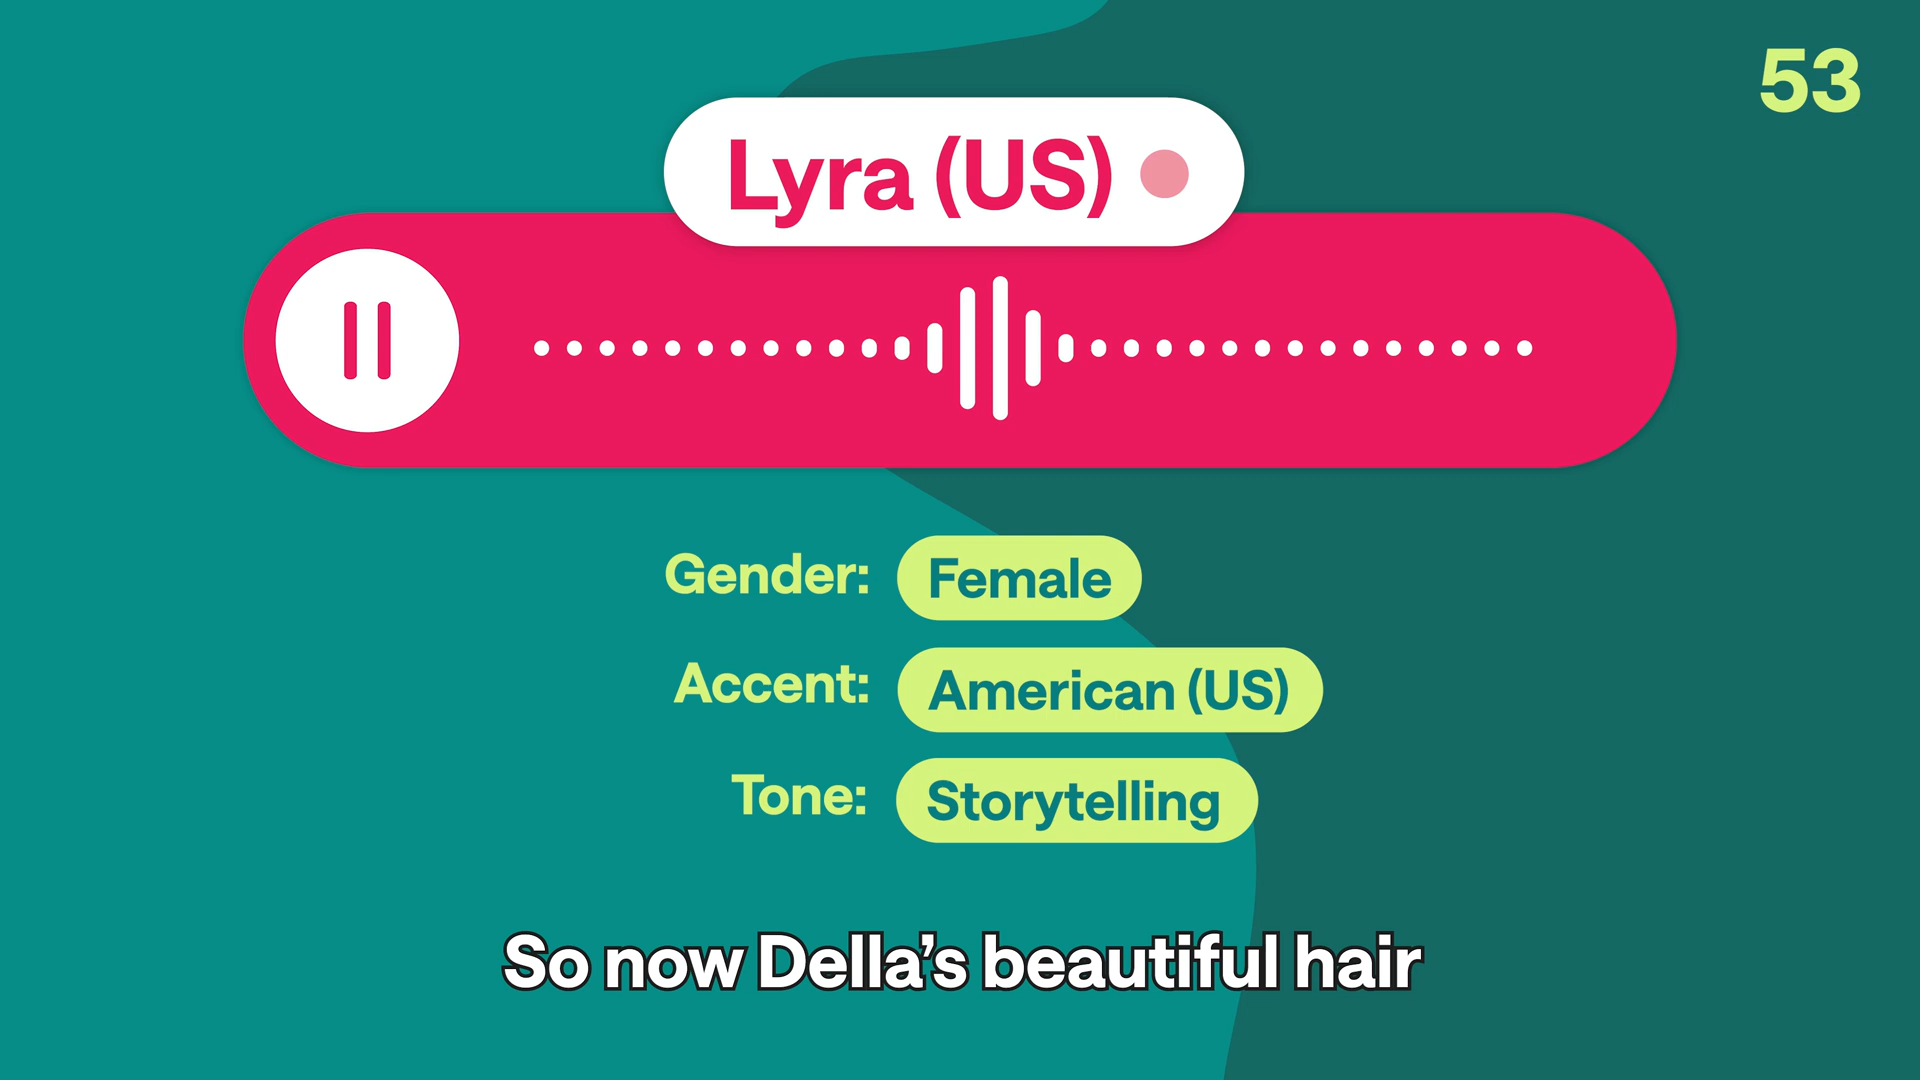 53
Lyra (US)
Gender: Female
Accent: American (US)
Tone: Storytelling
So now Della’s beautiful hair